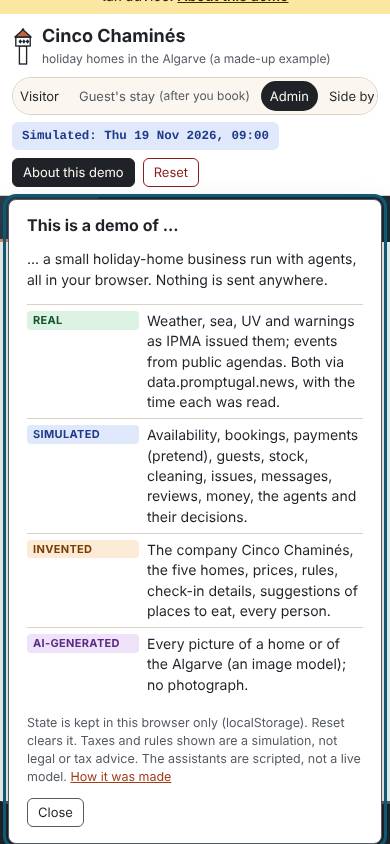 tax advice. About this demo
Cinco Chaminés
holiday homes in the Algarve (a made-up example)
Visitor Guest's stay (after you book) Admin Side by
Simulated: Thu 19 Nov 2026, 09:00
About this demo Reset
This is a demo of …
… a small holiday-home business run with agents,
all in your browser. Nothing is sent anywhere.
REAL
Weather, sea, UV and warnings
as IPMA issued them; events
from public agendas. Both via
data.promptugal.news, with the
time each was read.
SIMULATED
Availability, bookings, payments
(pretend), guests, stock,
cleaning, issues, messages,
reviews, money, the agents and
their decisions.
INVENTED
The company Cinco Chaminés,
the five homes, prices, rules,
check-in details, suggestions of
places to eat, every person.
AI-GENERATED
Every picture of a home or of
the Algarve (an image model);
no photograph.
State is kept in this browser only (localStorage). Reset
clears it. Taxes and rules shown are a simulation, not
legal or tax advice. The assistants are scripted, not a live
model. How it was made
Close